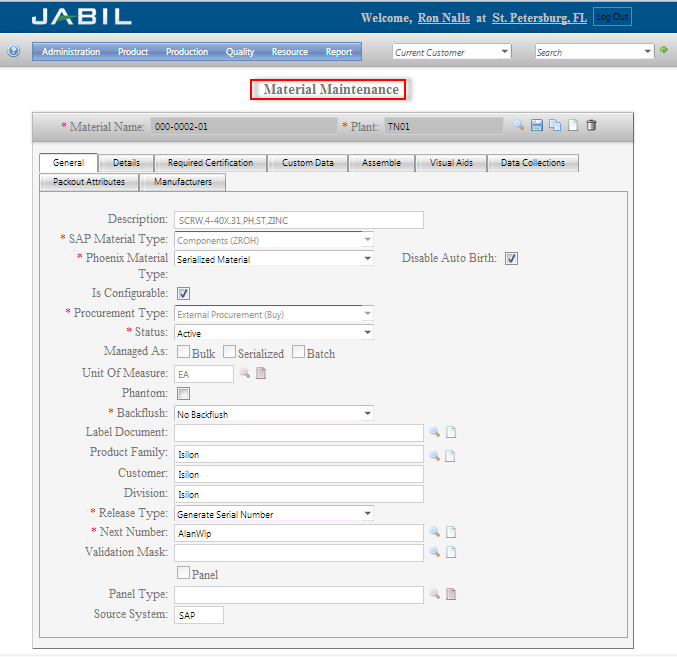 JABIL
Welcome, Ron Nalls at St. Petersburg, FL Log Out
Administration Product Production Quality Resource Report Current Customer Search
Material Maintenance
* Material Name: 000-0002-01 * Plant: TN01
General Details Required Certification Custom Data Assemble Visual Aids Data Collections
Packout Attributes Manufacturers
Description: SCRW,4-40X.31,PH,ST,ZINC
* SAP Material Type: Components (ZROH)
* Phoenix Material Serialized Material Disable Auto Birth:
Type:
Is Configurable:
* Procurement Type: External Procurement (Buy)
* Status: Active
Managed As: Bulk Serialized Batch
Unit Of Measure: EA
Phantom:
* Backflush: No Backflush
Label Document:
Product Family: Isilon
Customer: Isilon
Division: Isilon
* Release Type: Generate Serial Number
* Next Number: AlanWip
Validation Mask:
Panel
Panel Type:
Source System: SAP